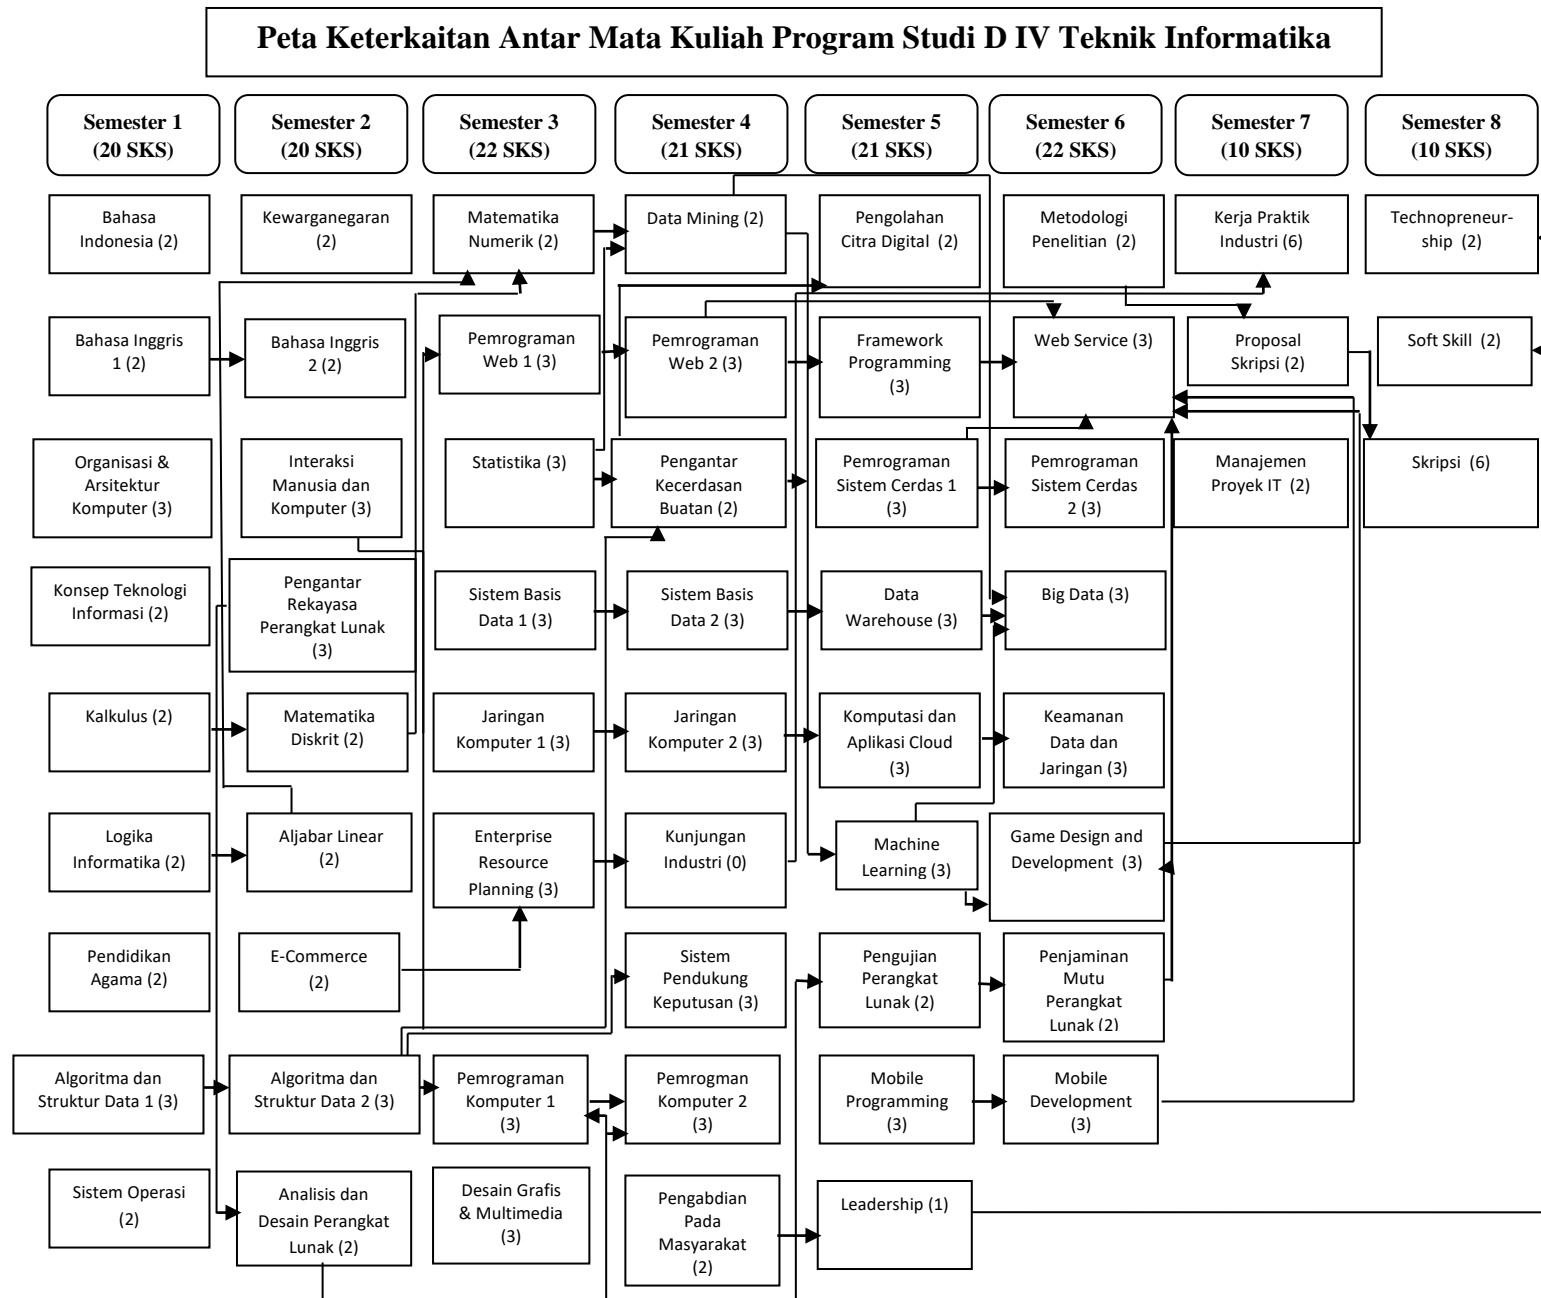 Peta Keterkaitan Antar Mata Kuliah Program Studi D IV Teknik Informatika
Semester 1
(20 SKS)
Semester 2
(20 SKS)
Semester 3
(22 SKS)
Semester 4
(21 SKS)
Semester 5
(21 SKS)
Semester 6
(22 SKS)
Semester 7
(10 SKS)
Semester 8
(10 SKS)
Bahasa
Indonesia (2)
Kewarganegaran
(2)
Matematika
Numerik (2)
Data Mining (2)
Pengolahan
Citra Digital (2)
Metodologi
Penelitian (2)
Kerja Praktik
Industri (6)
Technopreneur-
ship (2)
Bahasa Inggris
1 (2)
Bahasa Inggris
2 (2)
Pemrograman
Web 1 (3)
Pemrograman
Web 2 (3)
Framework
Programming
(3)
Web Service (3)
Proposal
Skripsi (2)
Soft Skill (2)
Organisasi &
Arsitektur
Komputer (3)
Interaksi
Manusia dan
Komputer (3)
Statistika (3)
Pengantar
Kecerdasan
Buatan (2)
Pemrograman
Sistem Cerdas 1
(3)
Pemrograman
Sistem Cerdas
2 (3)
Manajemen
Proyek IT (2)
Skripsi (6)
Konsep Teknologi
Informasi (2)
Pengantar
Rekayasa
Perangkat Lunak
(3)
Sistem Basis
Data 1 (3)
Sistem Basis
Data 2 (3)
Data
Warehouse (3)
Big Data (3)
Kalkulus (2)
Matematika
Diskrit (2)
Jaringan
Komputer 1 (3)
Jaringan
Komputer 2 (3)
Komputasi dan
Aplikasi Cloud
(3)
Keamanan
Data dan
Jaringan (3)
Logika
Informatika (2)
Aljabar Linear
(2)
Enterprise
Resource
Planning (3)
Kunjungan
Industri (0)
Machine
Learning (3)
Game Design and
Development (3)
Pendidikan
Agama (2)
E-Commerce
(2)
Sistem
Pendukung
Keputusan (3)
Pengujian
Perangkat
Lunak (2)
Penjaminan
Mutu
Perangkat
Lunak (2)
Algoritma dan
Struktur Data 1 (3)
Algoritma dan
Struktur Data 2 (3)
Pemrograman
Komputer 1
(3)
Pemrogman
Komputer 2
(3)
Mobile
Programming
(3)
Mobile
Development
(3)
Sistem Operasi
(2)
Analisis dan
Desain Perangkat
Lunak (2)
Desain Grafis
& Multimedia
(3)
Pengabdian
Pada
Masyarakat
(2)
Leadership (1)